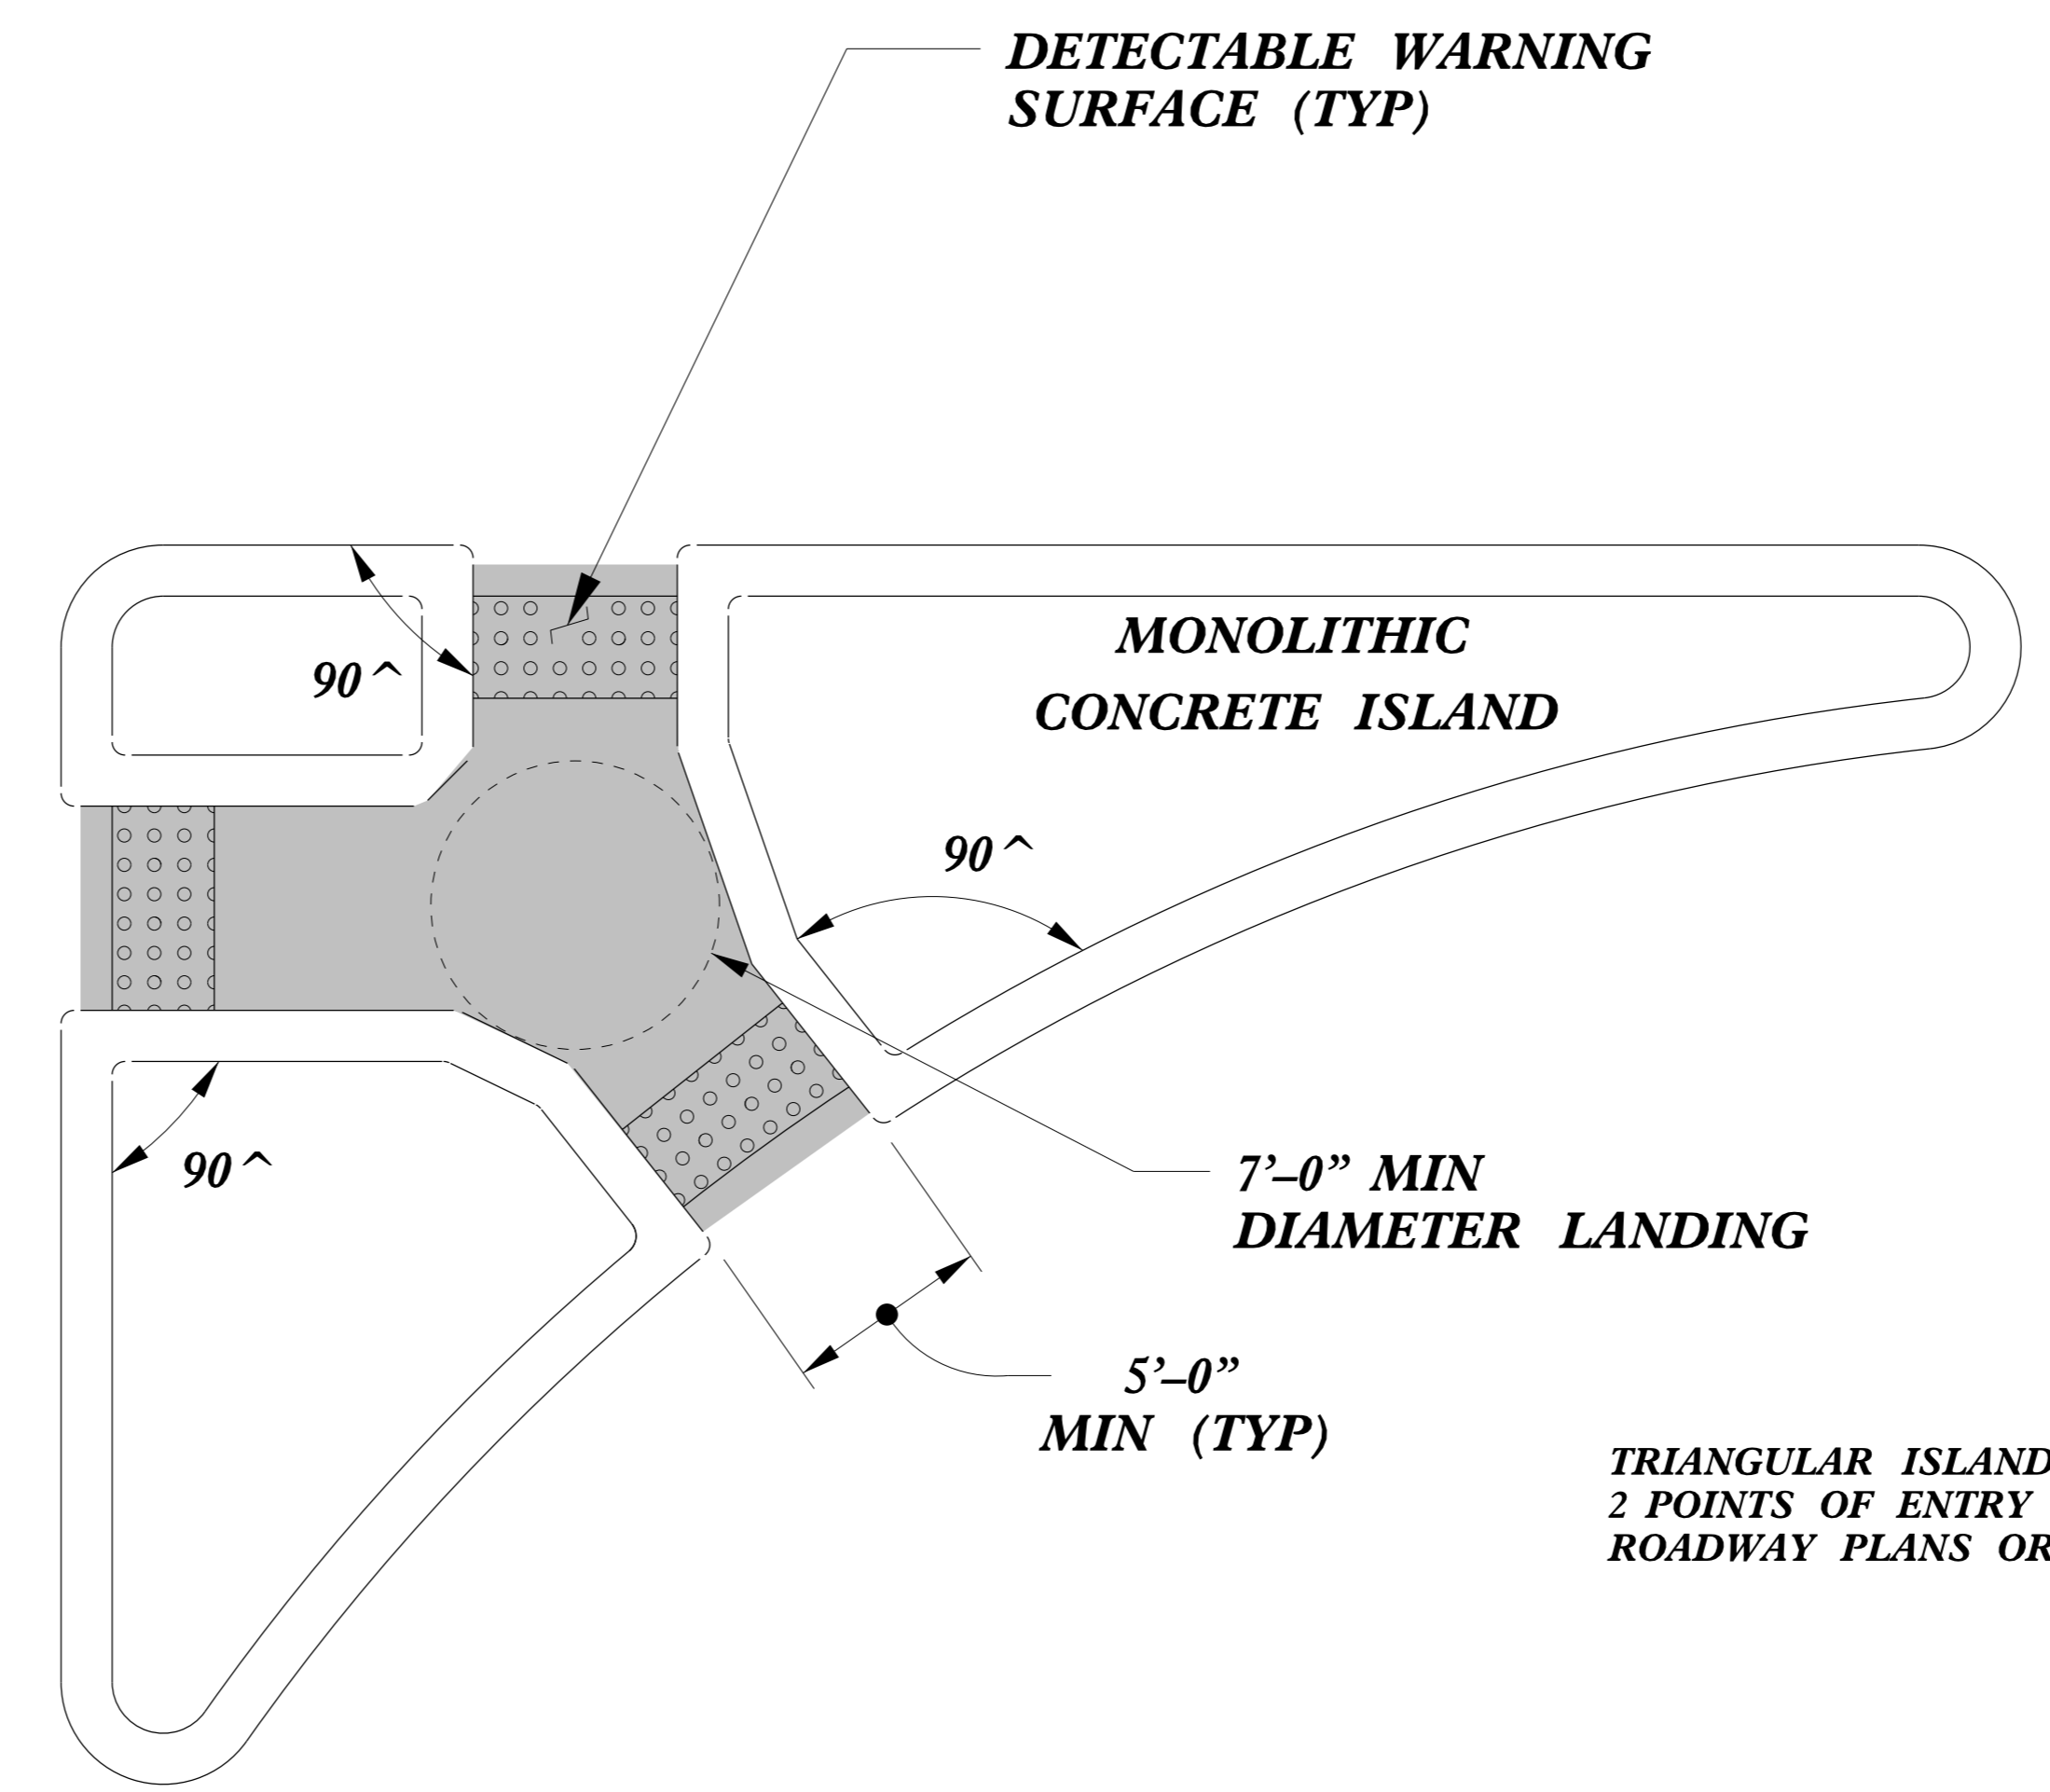 DETECTABLE WARNING
SURFACE (TYP)
MONOLITHIC
CONCRETE ISLAND
90^
90^
90^
7’–0” MIN
DIAMETER LANDING
5’–0”
MIN (TYP)
TRIANGULAR ISLAND
2 POINTS OF ENTRY
ROADWAY PLANS OR